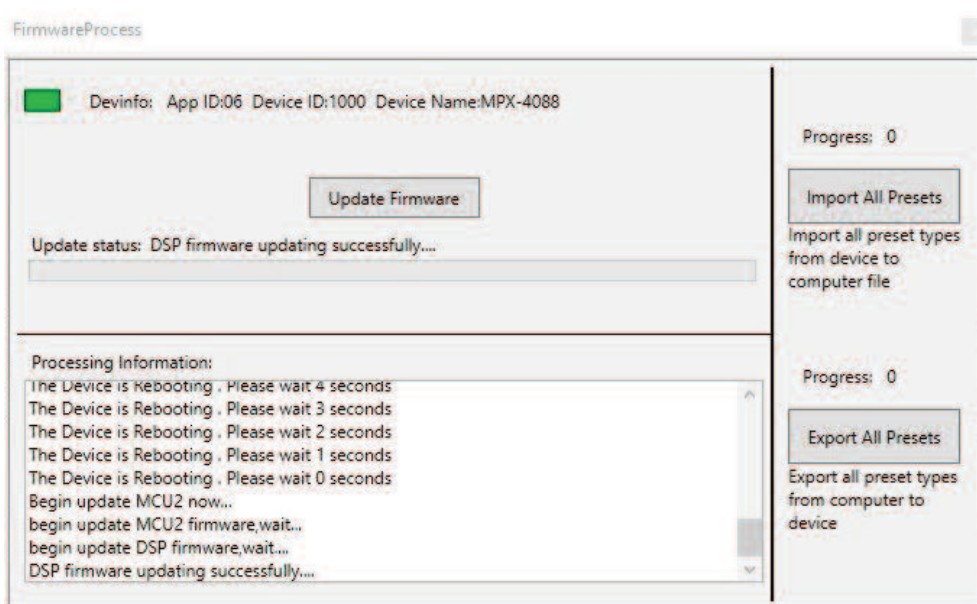 FirmwareProcess
Devinfo: App ID:06 Device ID:1000 Device Name:MPX-4088
Update Firmware
Update status: DSP firmware updating successfully....
Processing Information:
The Device is Rebooting . Please wait 4 seconds
The Device is Rebooting . Please wait 3 seconds
The Device is Rebooting . Please wait 2 seconds
The Device is Rebooting . Please wait 1 seconds
The Device is Rebooting . Please wait 0 seconds
Begin update MCU2 now...
begin update MCU2 firmware,wait...
begin update DSP firmware,wait....
DSP firmware updating successfully....
Progress: 0
Import All Presets
Import all preset types
from device to
computer file
Progress: 0
Export All Presets
Export all preset types
from computer to
device